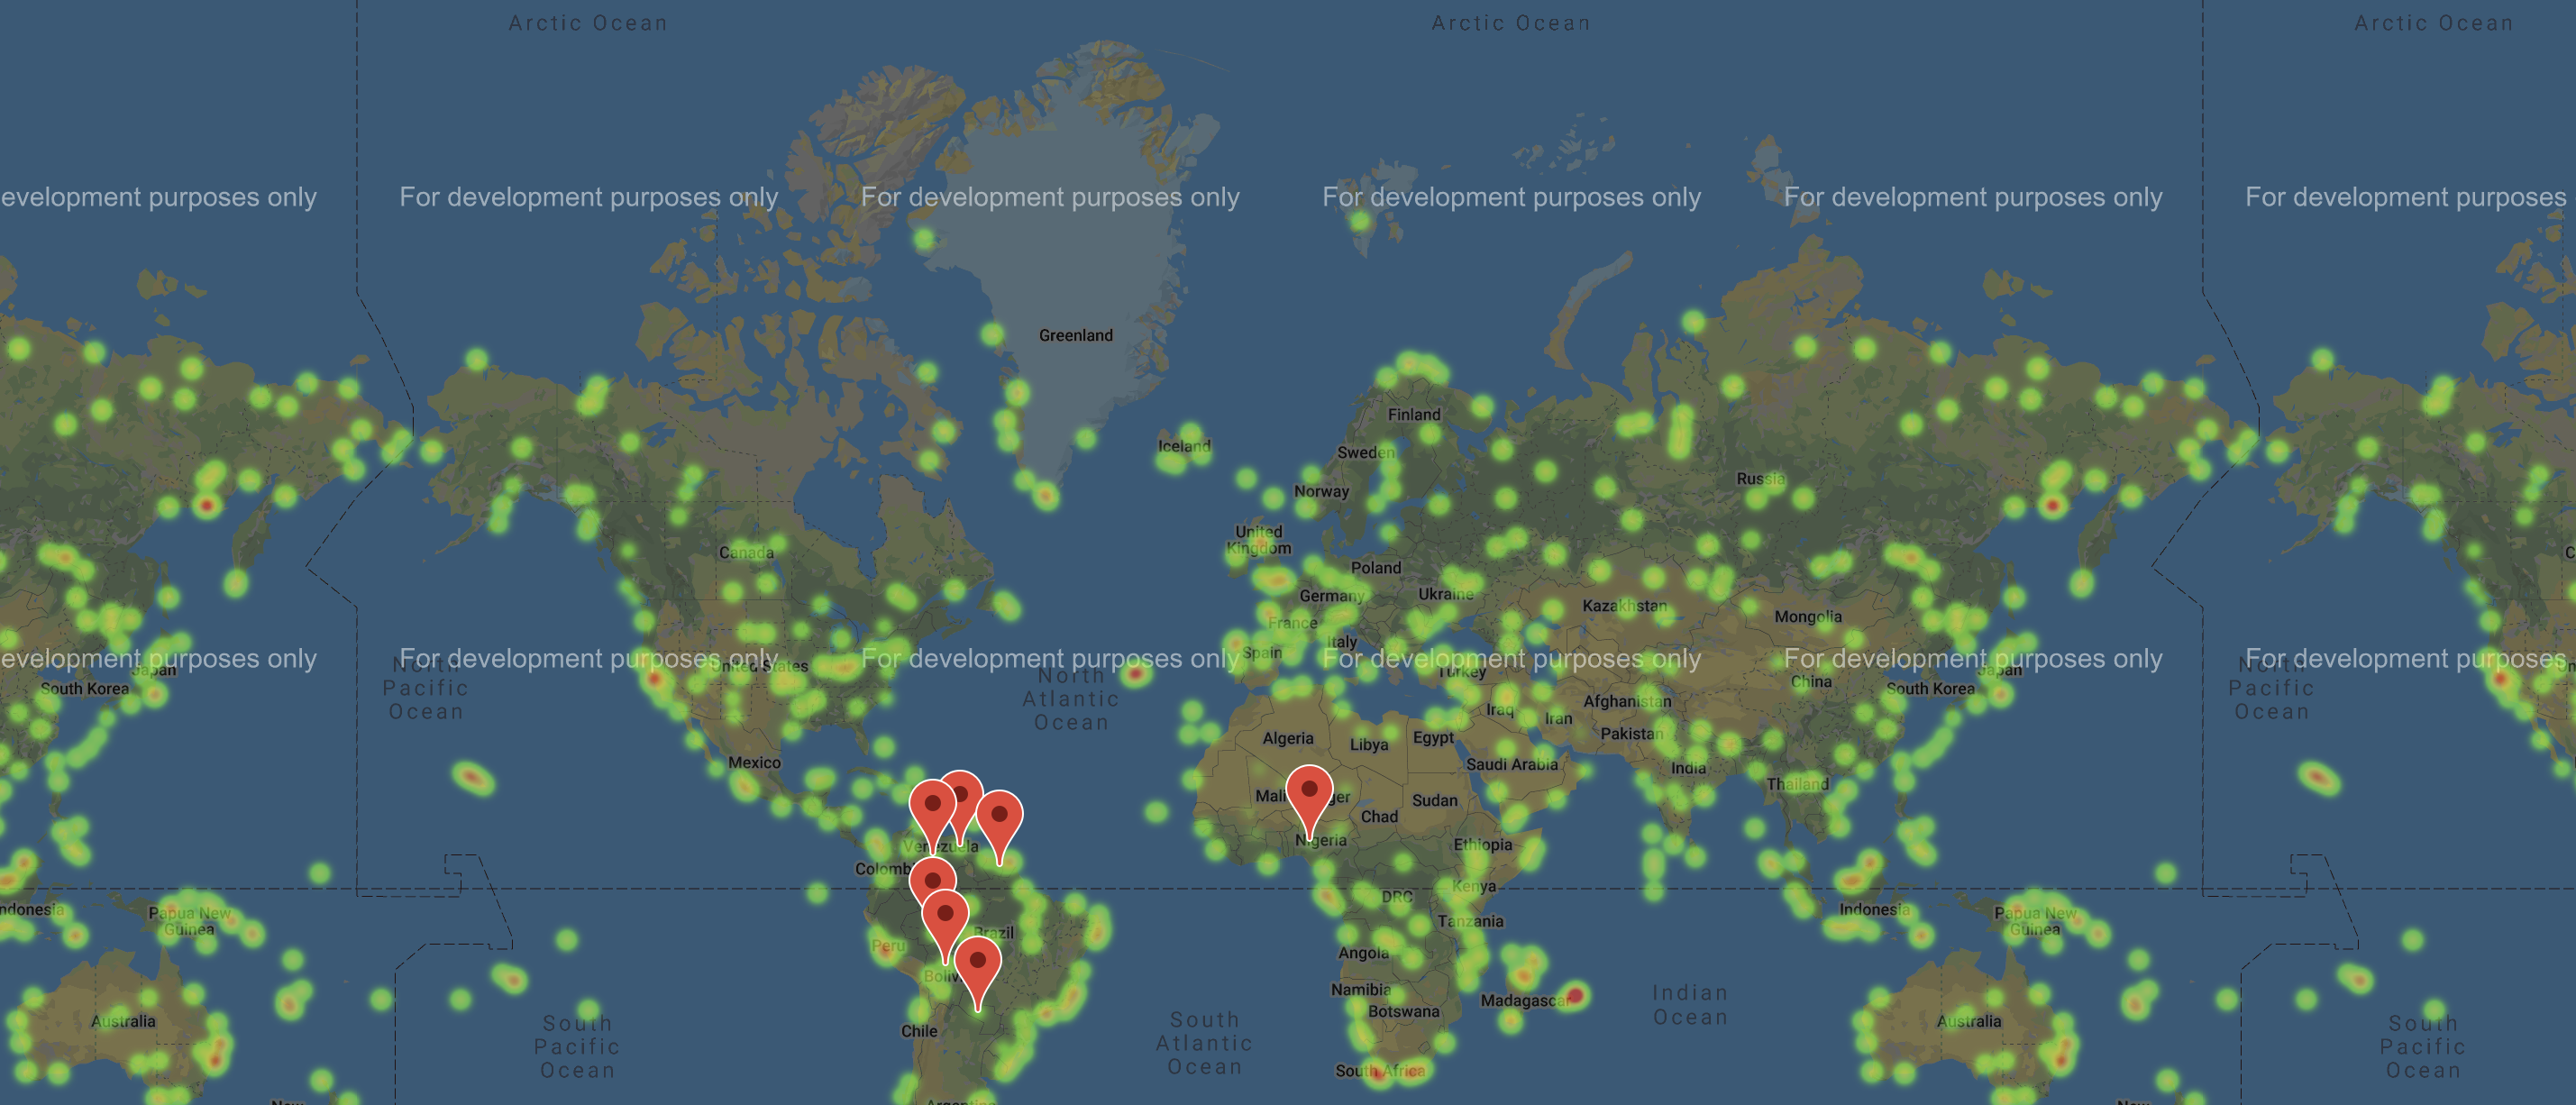 Arctic Ocean
Arctic Ocean
Arctic Ocean
evelopment purposes only
For development purposes only
For development purposes only
For development purposes only
For development purposes only
For development purposes
Greenland
Finland
Iceland
Sweden
Norway
Russia
United
Kingdom
Canada
Poland
Germany
Ukraine
Kazakhstan
Mongolia
France
Italy
Spain
evelopment purposes only
For development purposes only
For development purposes only
For development purposes only
For development purposes only
For development purposes
United States
Turkey
Japan
Japan
North
Pacific
Ocean
North
Atlantic
Ocean
North
Pacific
Ocean
China
South Korea
South Korea
Afghanistan
Iraq
Iran
Algeria
Libya
Egypt
Pakistan
Mexico
Saudi Arabia
India
Thailand
Mali
ger
Sudan
Chad
Nigeria
Ethiopia
Venezuela
Colomb
Kenya
DRC
ndonesia
Papua New
Guinea
Indonesia
Papua New
Guinea
Tanzania
Brazil
Peru
Angola
Boliv
Namibia
Madagascar
Botswana
Indian
Ocean
Australia
Australia
Chile
South
Pacific
Ocean
South
Atlantic
Ocean
South
Pacific
Ocean
South Africa
Argentina
New
New